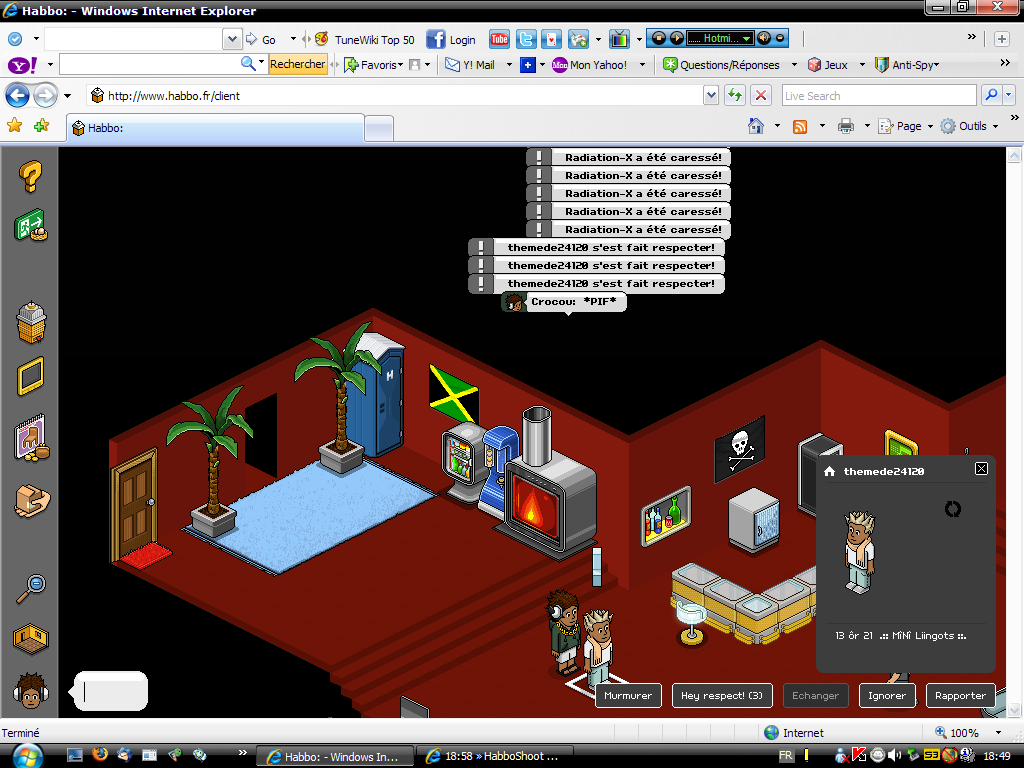 Habbo: - Windows Internet Explorer
Go
TuneWiki Top 50
Login
You Tube
..... Hotmi...
Y!
Rechercher
Favoris
Y! Mail
Mon Yahoo!
Questions/Réponses
Jeux
Anti-Spy
http://www.habbo.fr/client
Live Search
Habbo:
Page
Outils
Radiation-X a été caressé!
Radiation-X a été caressé!
Radiation-X a été caressé!
Radiation-X a été caressé!
Radiation-X a été caressé!
themede24120 s'est fait respecter!
themede24120 s'est fait respecter!
themede24120 s'est fait respecter!
Crocou: *PIF*
H
themede24120
13 ôr 21 .:: MîNî Liingots ::.
Murmurer
Hey respect! (3)
Echanger
Ignorer
Rapporter
Terminé
Internet
100%
Habbo: - Windows In...
18:58 » HabboShoot ...
FR
53
18:49